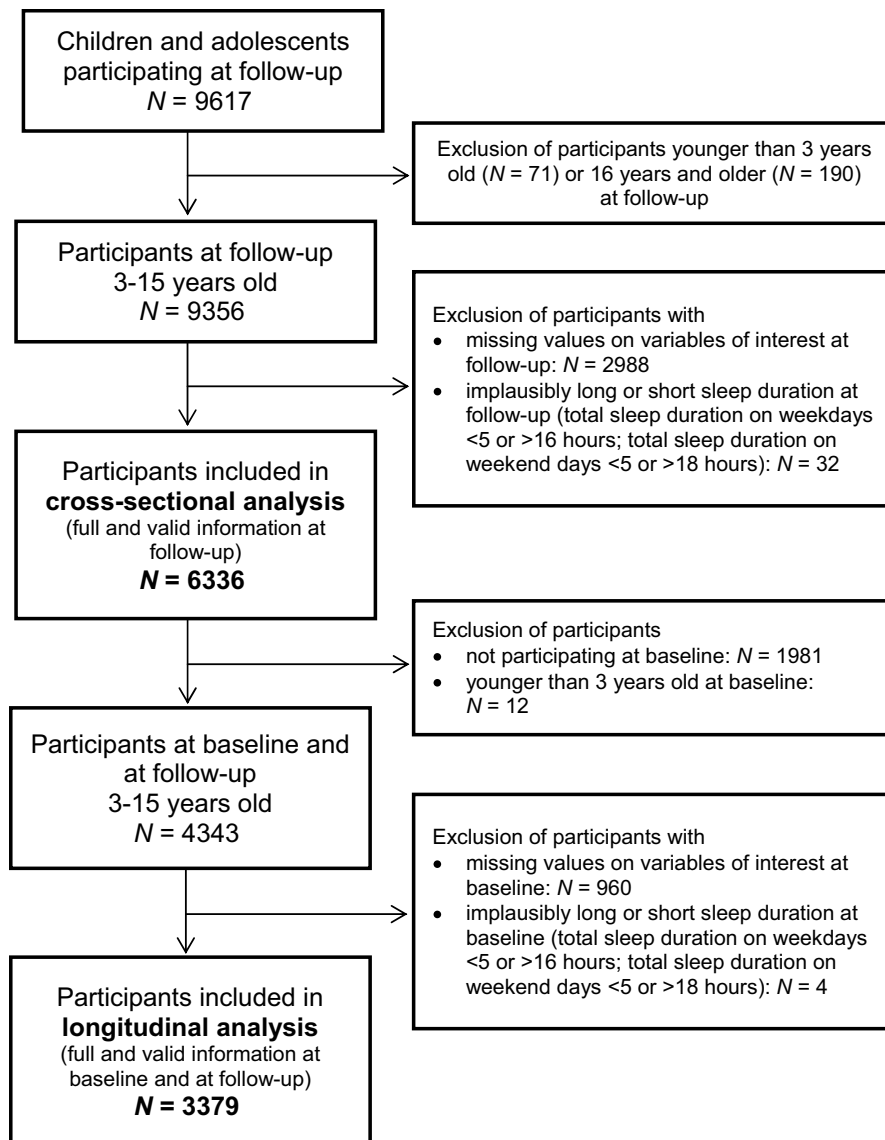 Children and adolescents
participating at follow-up
N = 9617
Exclusion of participants younger than 3 years
old (N = 71) or 16 years and older (N = 190)
at follow-up
Participants at follow-up
3-15 years old
N = 9356
Exclusion of participants with
• missing values on variables of interest at
follow-up: N = 2988
• implausibly long or short sleep duration at
follow-up (total sleep duration on weekdays
<5 or >16 hours; total sleep duration on
weekend days <5 or >18 hours): N = 32
Participants included in
cross-sectional analysis
(full and valid information at
follow-up)
N = 6336
Exclusion of participants
• not participating at baseline: N = 1981
• younger than 3 years old at baseline:
N = 12
Participants at baseline and
at follow-up
3-15 years old
N = 4343
Exclusion of participants with
• missing values on variables of interest at
baseline: N = 960
• implausibly long or short sleep duration at
baseline (total sleep duration on weekdays
<5 or >16 hours; total sleep duration on
weekend days <5 or >18 hours): N = 4
Participants included in
longitudinal analysis
(full and valid information at
baseline and at follow-up)
N = 3379